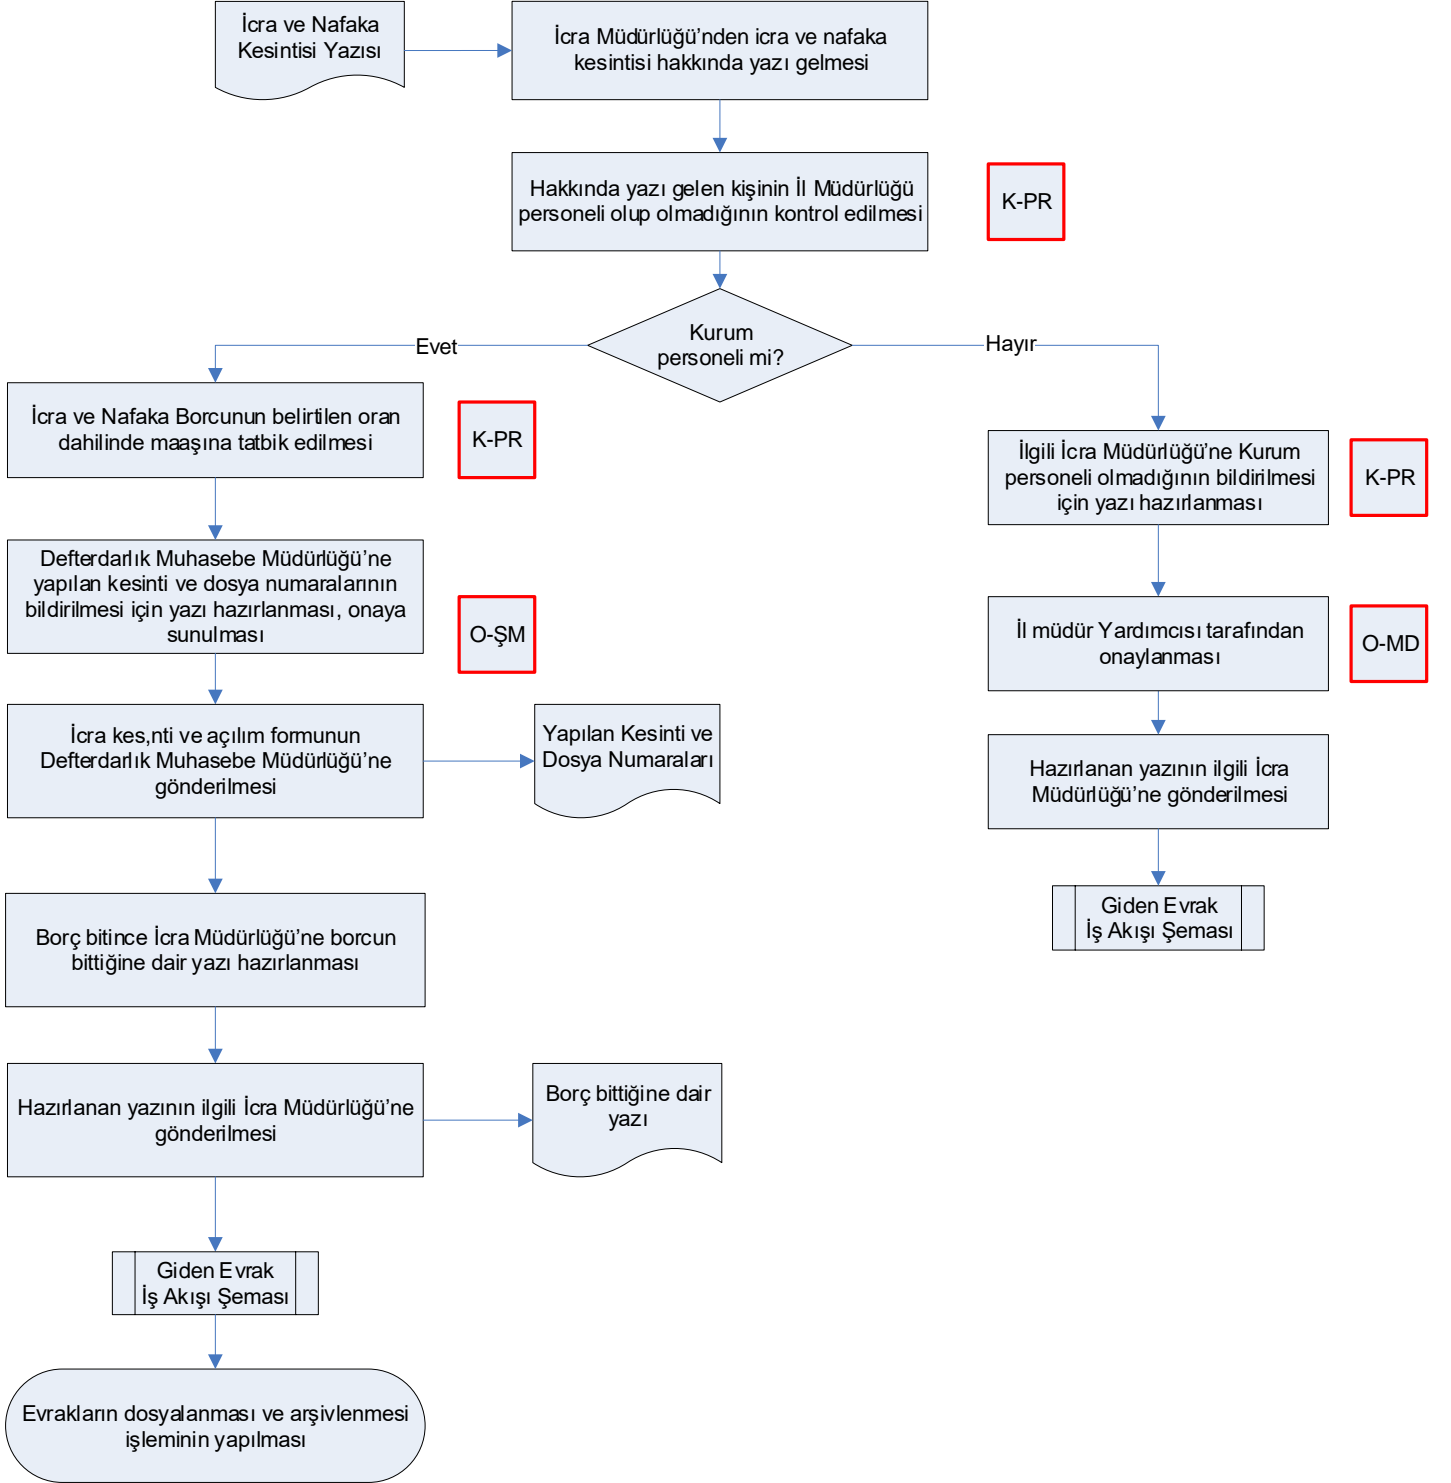 İcra ve Nafaka
Kesintisi Yazısı
İcra Müdürlüğü’nden icra ve nafaka
kesintisi hakkında yazı gelmesi
Hakkında yazı gelen kişinin İl Müdürlüğü
personeli olup olmadığının kontrol edilmesi
K-PR
Kurum
personeli mi?
Evet
Hayır
İcra ve Nafaka Borcunun belirtilen oran
dahilinde maaşına tatbik edilmesi
K-PR
İlgili İcra Müdürlüğü’ne Kurum
personeli olmadığının bildirilmesi
için yazı hazırlanması
K-PR
Defterdarlık Muhasebe Müdürlüğü’ne
yapılan kesinti ve dosya numaralarının
bildirilmesi için yazı hazırlanması, onaya
sunulması
O-ŞM
İl müdür Yardımcısı tarafından
onaylanması
O-MD
İcra kes,nti ve açılım formunun
Defterdarlık Muhasebe Müdürlüğü’ne
gönderilmesi
Yapılan Kesinti ve
Dosya Numaraları
Hazırlanan yazının ilgili İcra
Müdürlüğü’ne gönderilmesi
Giden Evrak
İş Akışı Şeması
Borç bitince İcra Müdürlüğü’ne borcun
bittiğine dair yazı hazırlanması
Hazırlanan yazının ilgili İcra Müdürlüğü’ne
gönderilmesi
Borç bittiğine dair
yazı
Giden Evrak
İş Akışı Şeması
Evrakların dosyalanması ve arşivlenmesi
işleminin yapılması